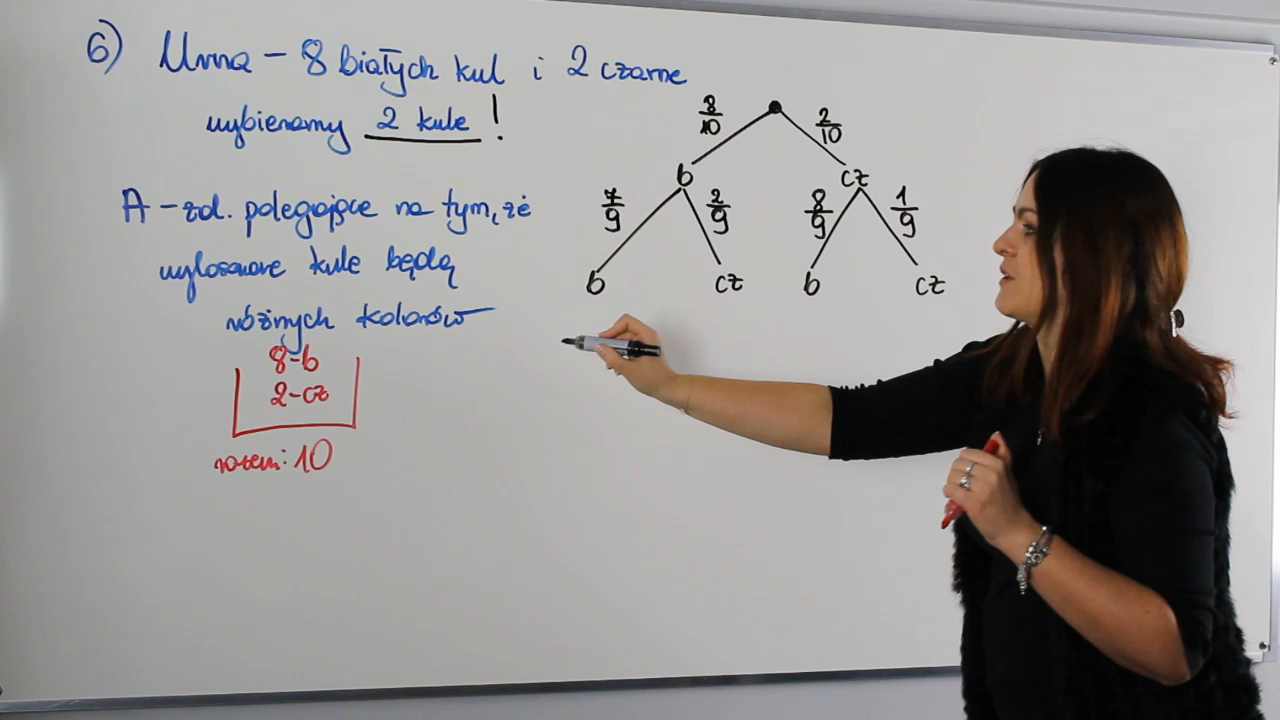 6) Urna – 8 białych kul i 2 czarne
wybieramy 2 kule!
A – zd. polegające na tym, że
wylosowane kule będą
różnych kolorów
8-b
2-cz
razem: 10
8/10 2/10
b cz
7/9 2/9 8/9 1/9
b cz b cz